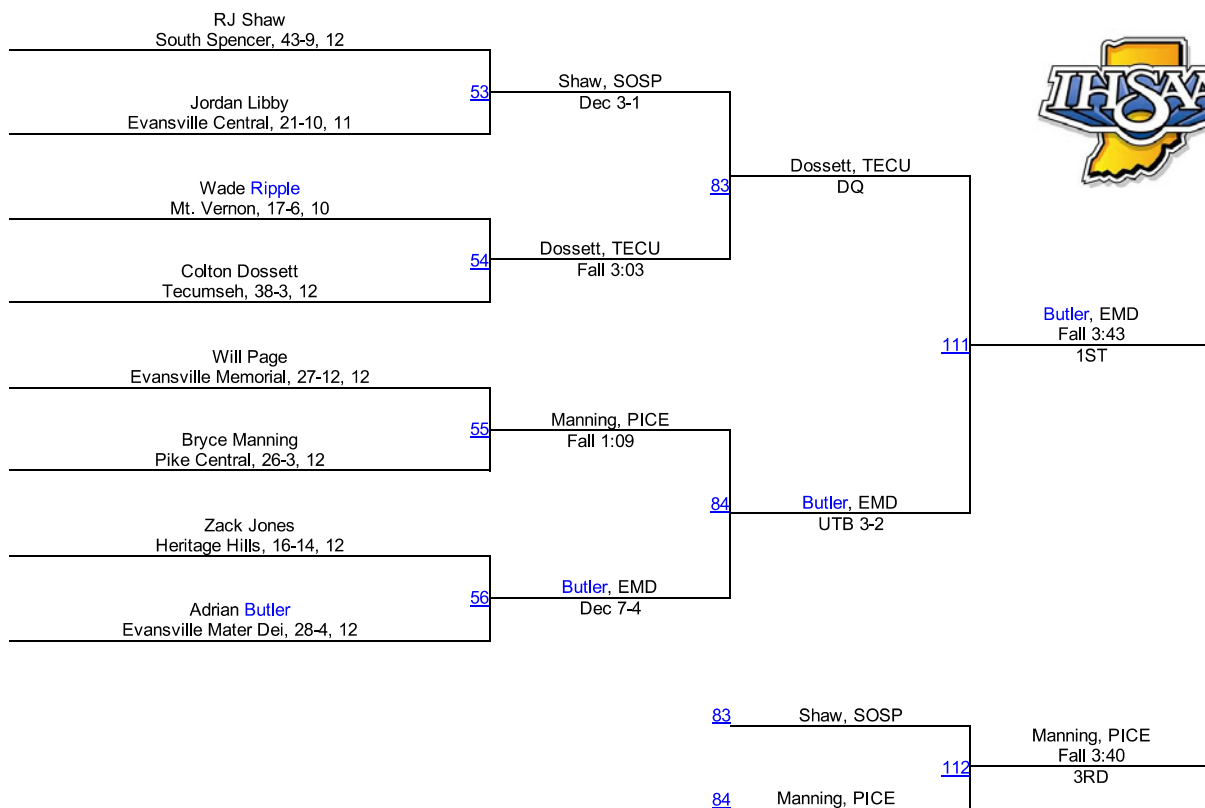 RJ Shaw
South Spencer, 43-9, 12
53
Jordan Libby
Evansville Central, 21-10, 11
Shaw, SOSP
Dec 3-1
IHSAA
83
Dossett, TECU
DQ
Wade Ripple
Mt. Vernon, 17-6, 10
54
Colton Dossett
Tecumseh, 38-3, 12
Dossett, TECU
Fall 3:03
111
Butler, EMD
Fall 3:43
1ST
Will Page
Evansville Memorial, 27-12, 12
55
Bryce Manning
Pike Central, 26-3, 12
Manning, PICE
Fall 1:09
84
Butler, EMD
UTB 3-2
Zack Jones
Heritage Hills, 16-14, 12
56
Adrian Butler
Evansville Mater Dei, 28-4, 12
Butler, EMD
Dec 7-4
83
Shaw, SOSP
112
Manning, PICE
Fall 3:40
3RD
84
Manning, PICE